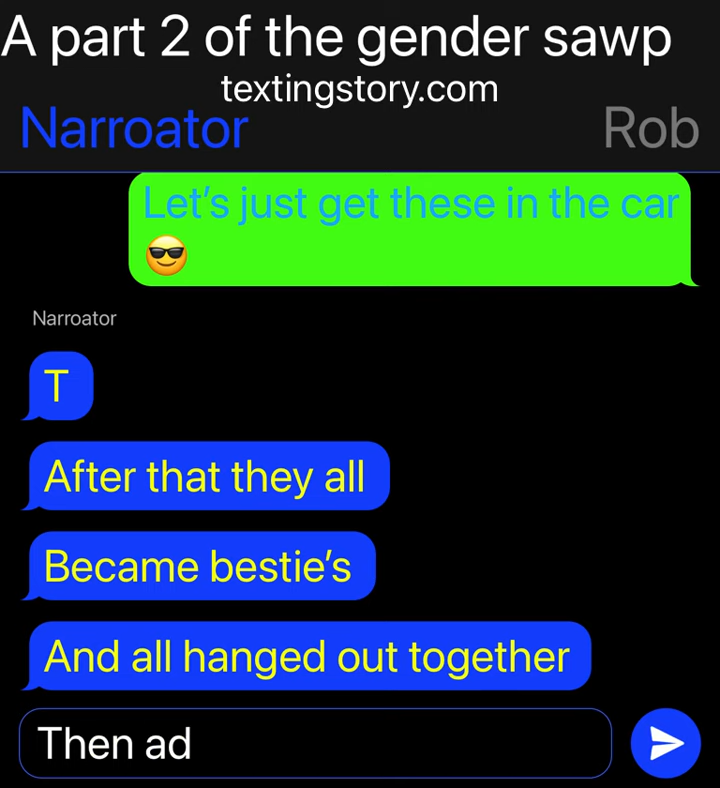 A part 2 of the gender sawp
textingstory.com
Narroator Rob
Let’s just get these in the car
😎
Narroator
T
After that they all
Became bestie’s
And all hanged out together
Then ad